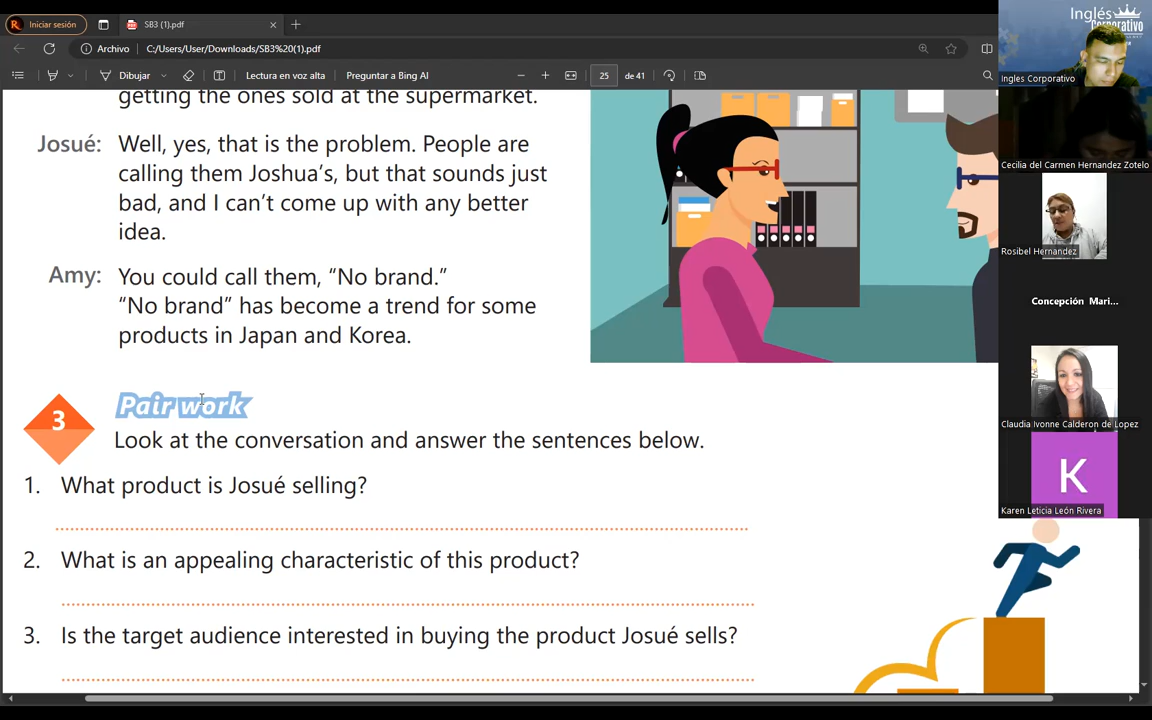 Iniciar sesión
SB3 (1).pdf
Archivo
C:/Users/User/Downloads/SB3%20(1).pdf
Dibujar
Lectura en voz alta
Preguntar a Bing AI
25
de 41
getting the ones sold at the supermarket.
Josué: Well, yes, that is the problem. People are
calling them Joshua's, but that sounds just
bad, and I can't come up with any better
idea.
Amy: You could call them, "No brand."
"No brand" has become a trend for some
products in Japan and Korea.
3
Pair work
Look at the conversation and answer the sentences below.
1. What product is Josué selling?
2. What is an appealing characteristic of this product?
3. Is the target audience interested in buying the product Josué sells?
Inglés
Corporativo
Ingles Corporativo
Cecilia del Carmen Hernandez Zotelo
Rosibel Hernandez
Concepción Mari...
Claudia Ivonne Calderon de Lopez
K
Karen Leticia León Rivera